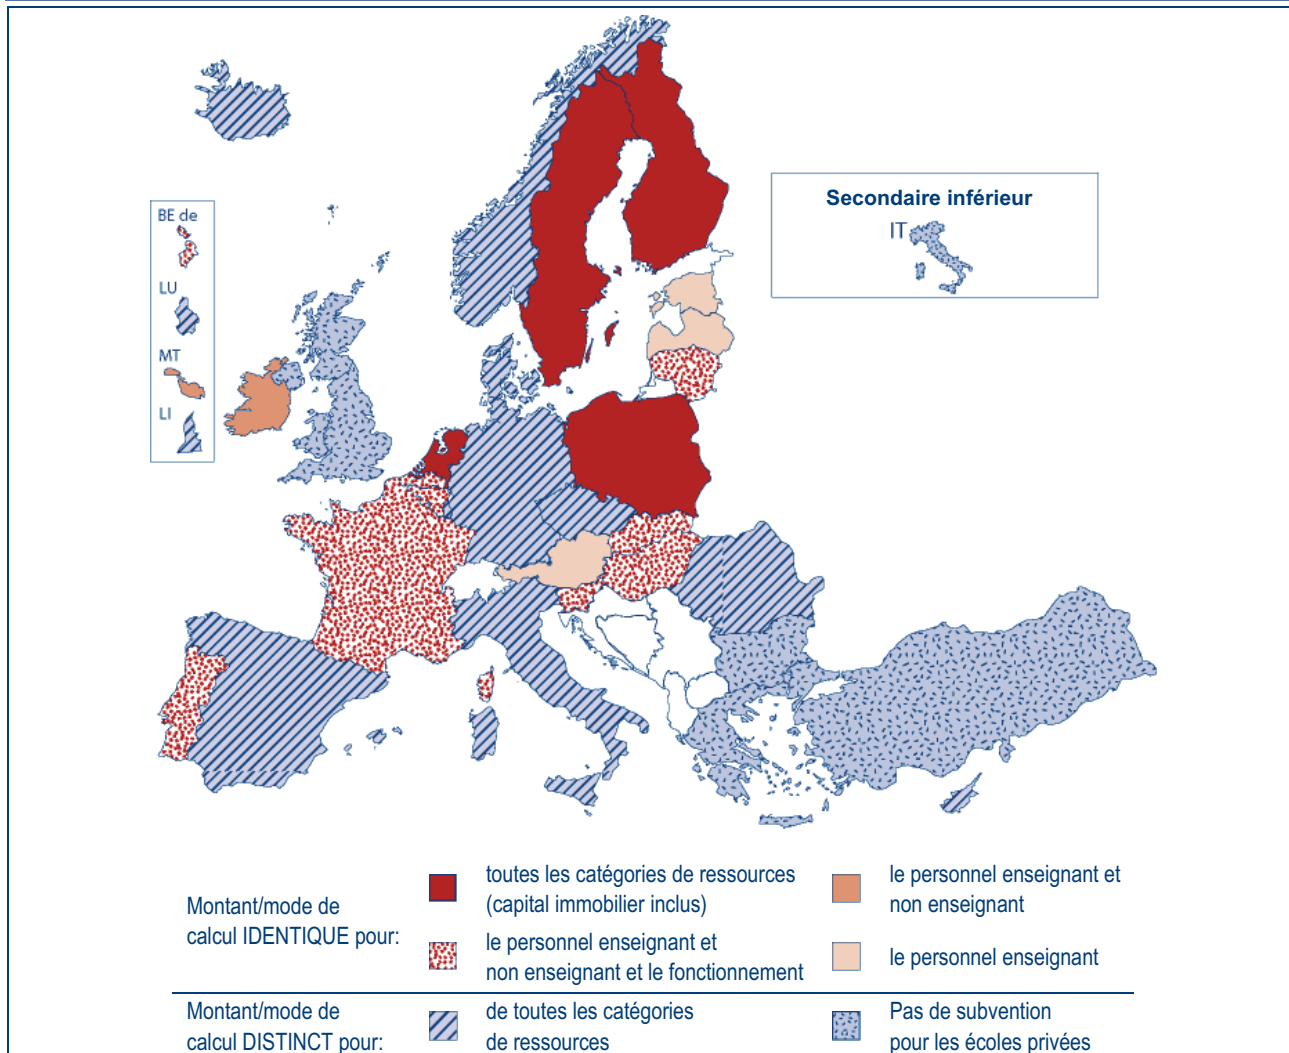 BE de
LU
MT
LI
Secondaire inférieur
IT
Montant/mode de
calcul IDENTIQUE pour:
toutes les catégories de ressources
(capital immobilier inclus)
le personnel enseignant et
non enseignant
le personnel enseignant et
non enseignant et le fonctionnement
le personnel enseignant
Montant/mode de
calcul DISTINCT pour:
de toutes les catégories
de ressources
Pas de subvention
pour les écoles privées